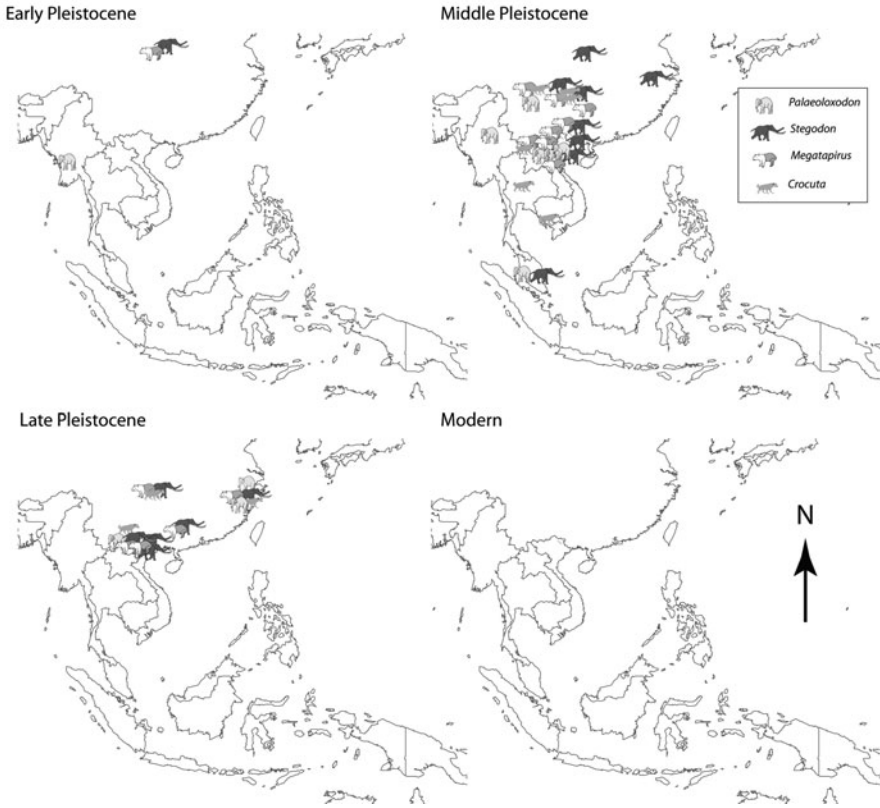 Early Pleistocene
Middle Pleistocene
Palaeoloxodon
Stegodon
Megatapirus
Crocuta
Late Pleistocene
Modern
N